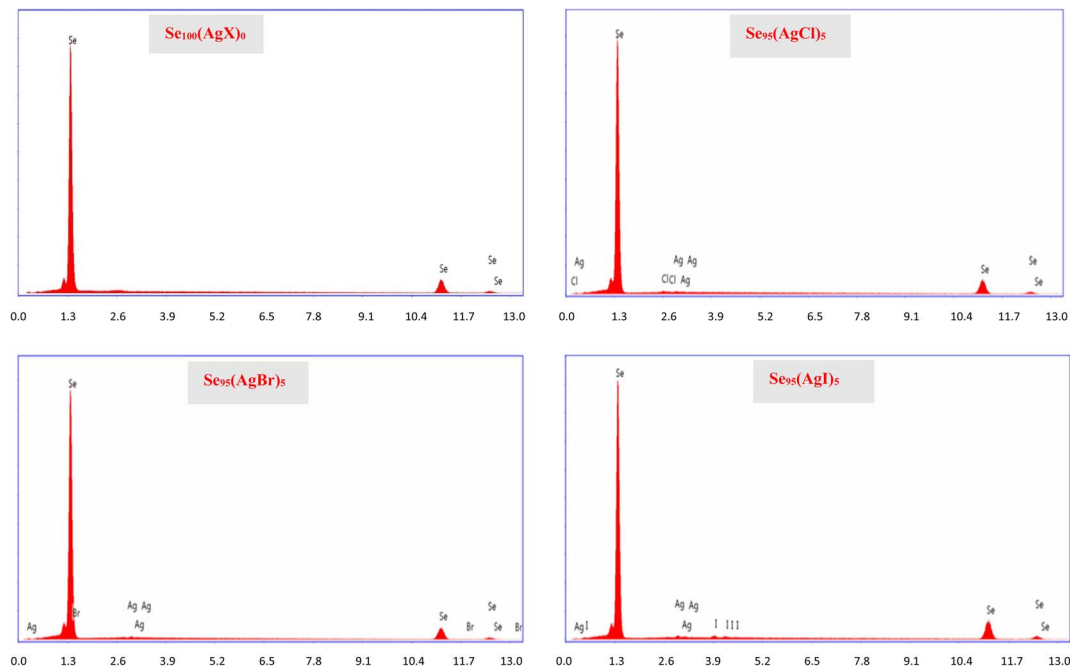 Se₁₀₀(AgX)₀
Se
Se
Se
Se
0.0 1.3 2.6 3.9 5.2 6.5 7.8 9.1 10.4 11.7 13.0
Se₉₅(AgCl)₅
Se
Ag
Cl
Ag Ag
Cl Cl Ag
Se
Se
Se
0.0 1.3 2.6 3.9 5.2 6.5 7.8 9.1 10.4 11.7 13.0
Se₉₅(AgBr)₅
Se
Ag
Br
Ag Ag
Ag
Se
Br
Se
Se
Br
0.0 1.3 2.6 3.9 5.2 6.5 7.8 9.1 10.4 11.7 13.0
Se₉₅(AgI)₅
Se
Ag I
Ag Ag
Ag
I
I I I
Se
Se
Se
0.0 1.3 2.6 3.9 5.2 6.5 7.8 9.1 10.4 11.7 13.0